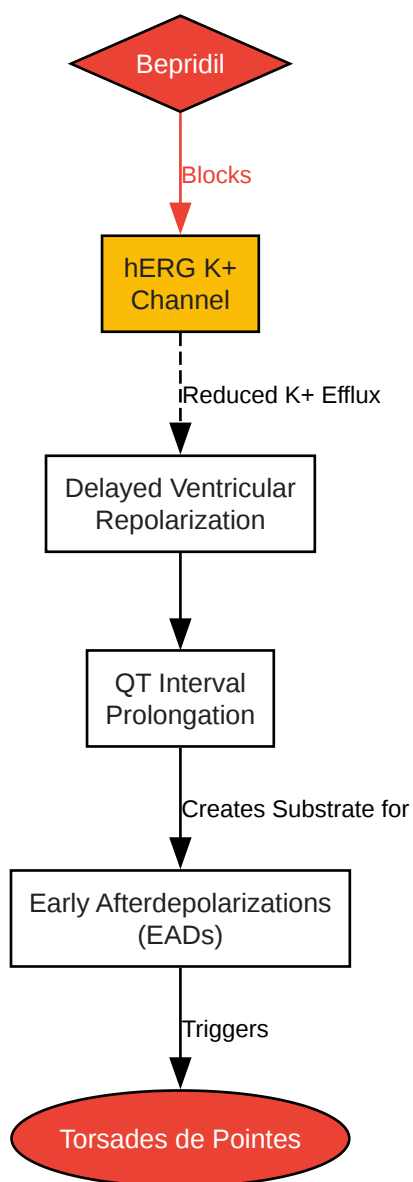 Bepridil
Blocks
hERG K+
Channel
Reduced K+ Efflux
Delayed Ventricular
Repolarization
QT Interval
Prolongation
Creates Substrate for
Early Afterdepolarizations
(EADs)
Triggers
Torsades de Pointes